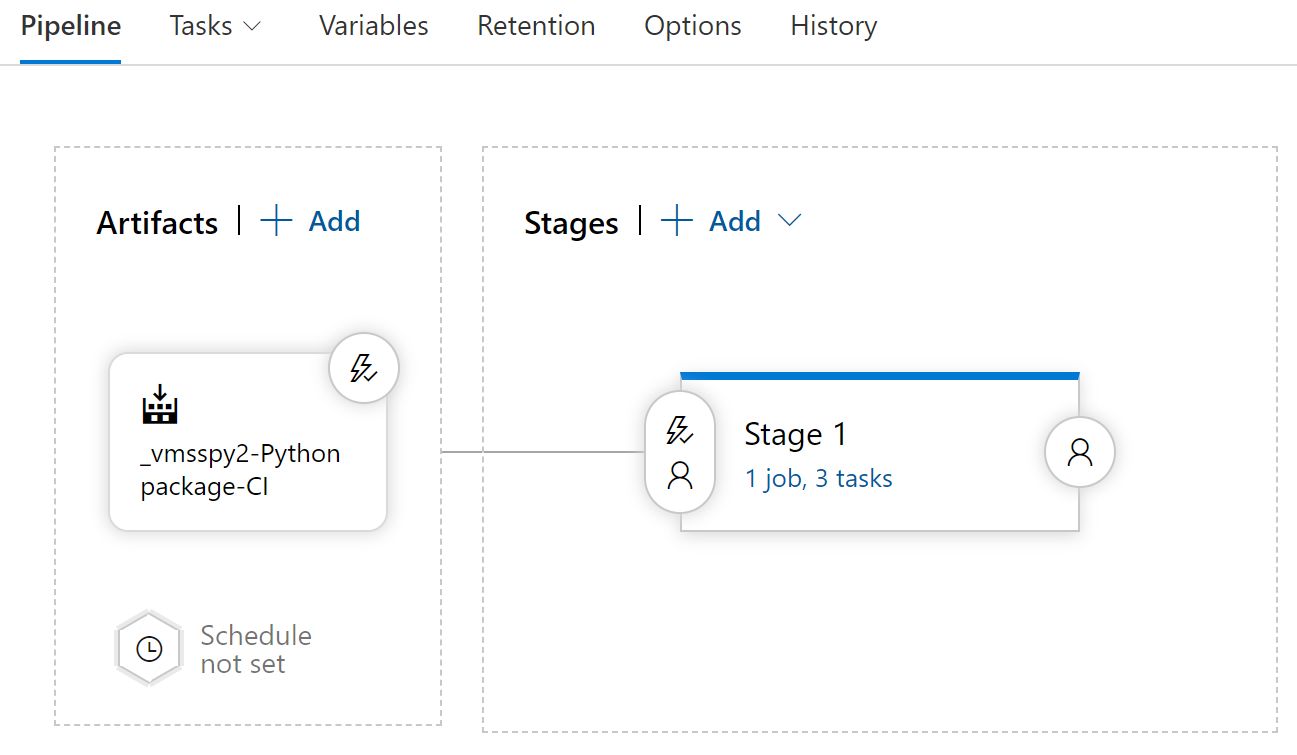 Pipeline Tasks Variables Retention Options History
Artifacts | + Add
Stages | + Add
_vmsspy2-Python
package-CI
Stage 1
1 job, 3 tasks
Schedule
not set